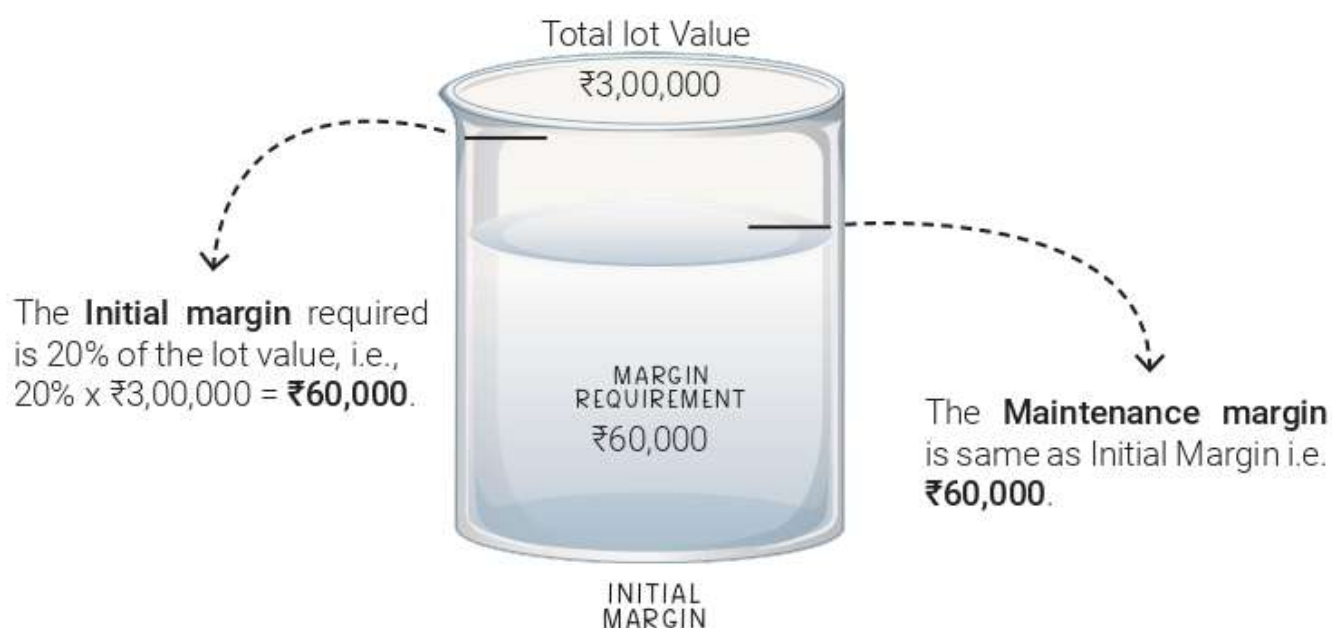 Total lot Value
₹3,00,000
The Initial margin required
is 20% of the lot value, i.e.,
20% x ₹3,00,000 = ₹60,000.
MARGIN
REQUIREMENT
₹60,000
The Maintenance margin
is same as Initial Margin i.e.
₹60,000.
INITIAL
MARGIN